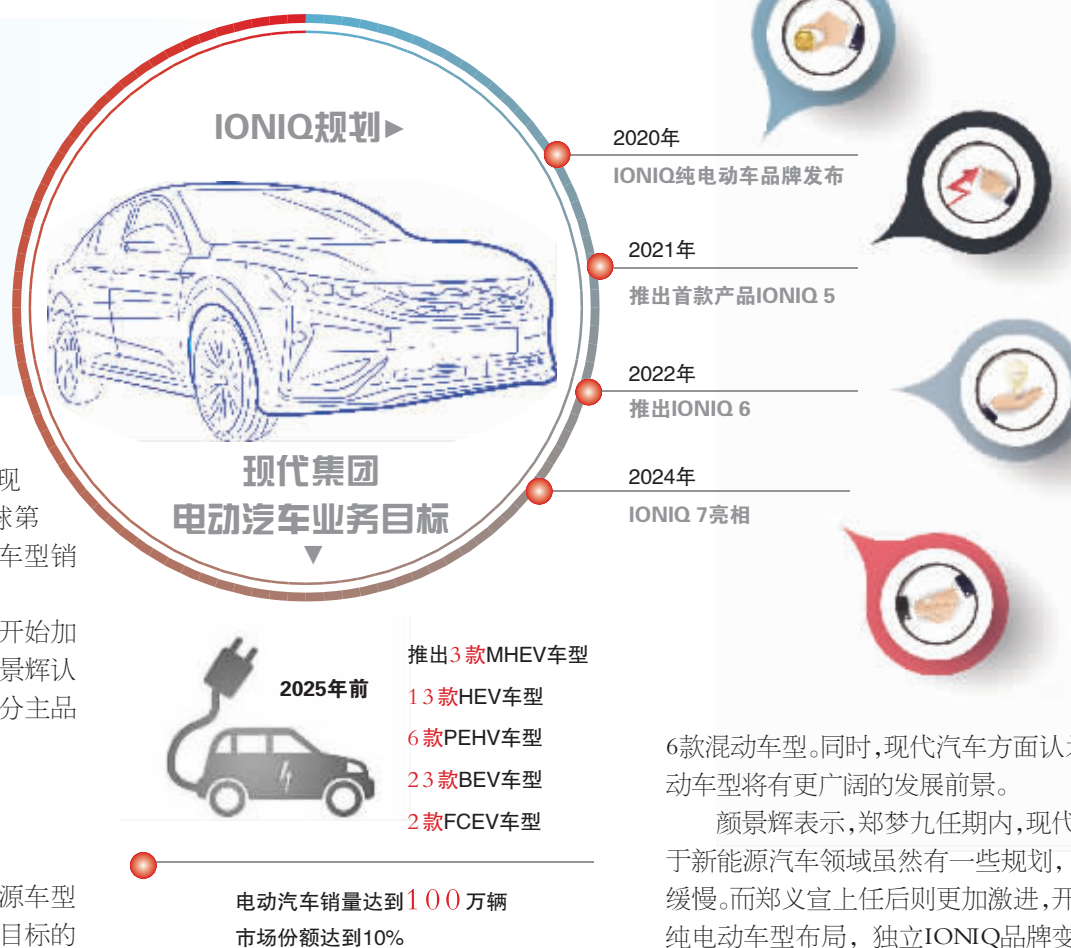 IONIQ规划▶
2020年
IONIQ纯电动车品牌发布
2021年
推出首款产品IONIQ 5
2022年
推出IONIQ 6
2024年
IONIQ 7亮相
现代集团
电动汽车业务目标
▼
2025年前
推出3款MHEV车型
13款HEV车型
6款PEHV车型
23款BEV车型
2款FCEV车型
电动汽车销量达到100万辆
市场份额达到10%
现
球第
车型销
开始加
景辉认
分主品
源车型
目标的
6款混动车型。同时,现代汽车方面认
动车型将有更广阔的发展前景。
颜景辉表示,郑梦九任期内,现代
于新能源汽车领域虽然有一些规划,
缓慢。而郑义宣上任后则更加激进,开
纯电动车型布局，独立IONIQ品牌变